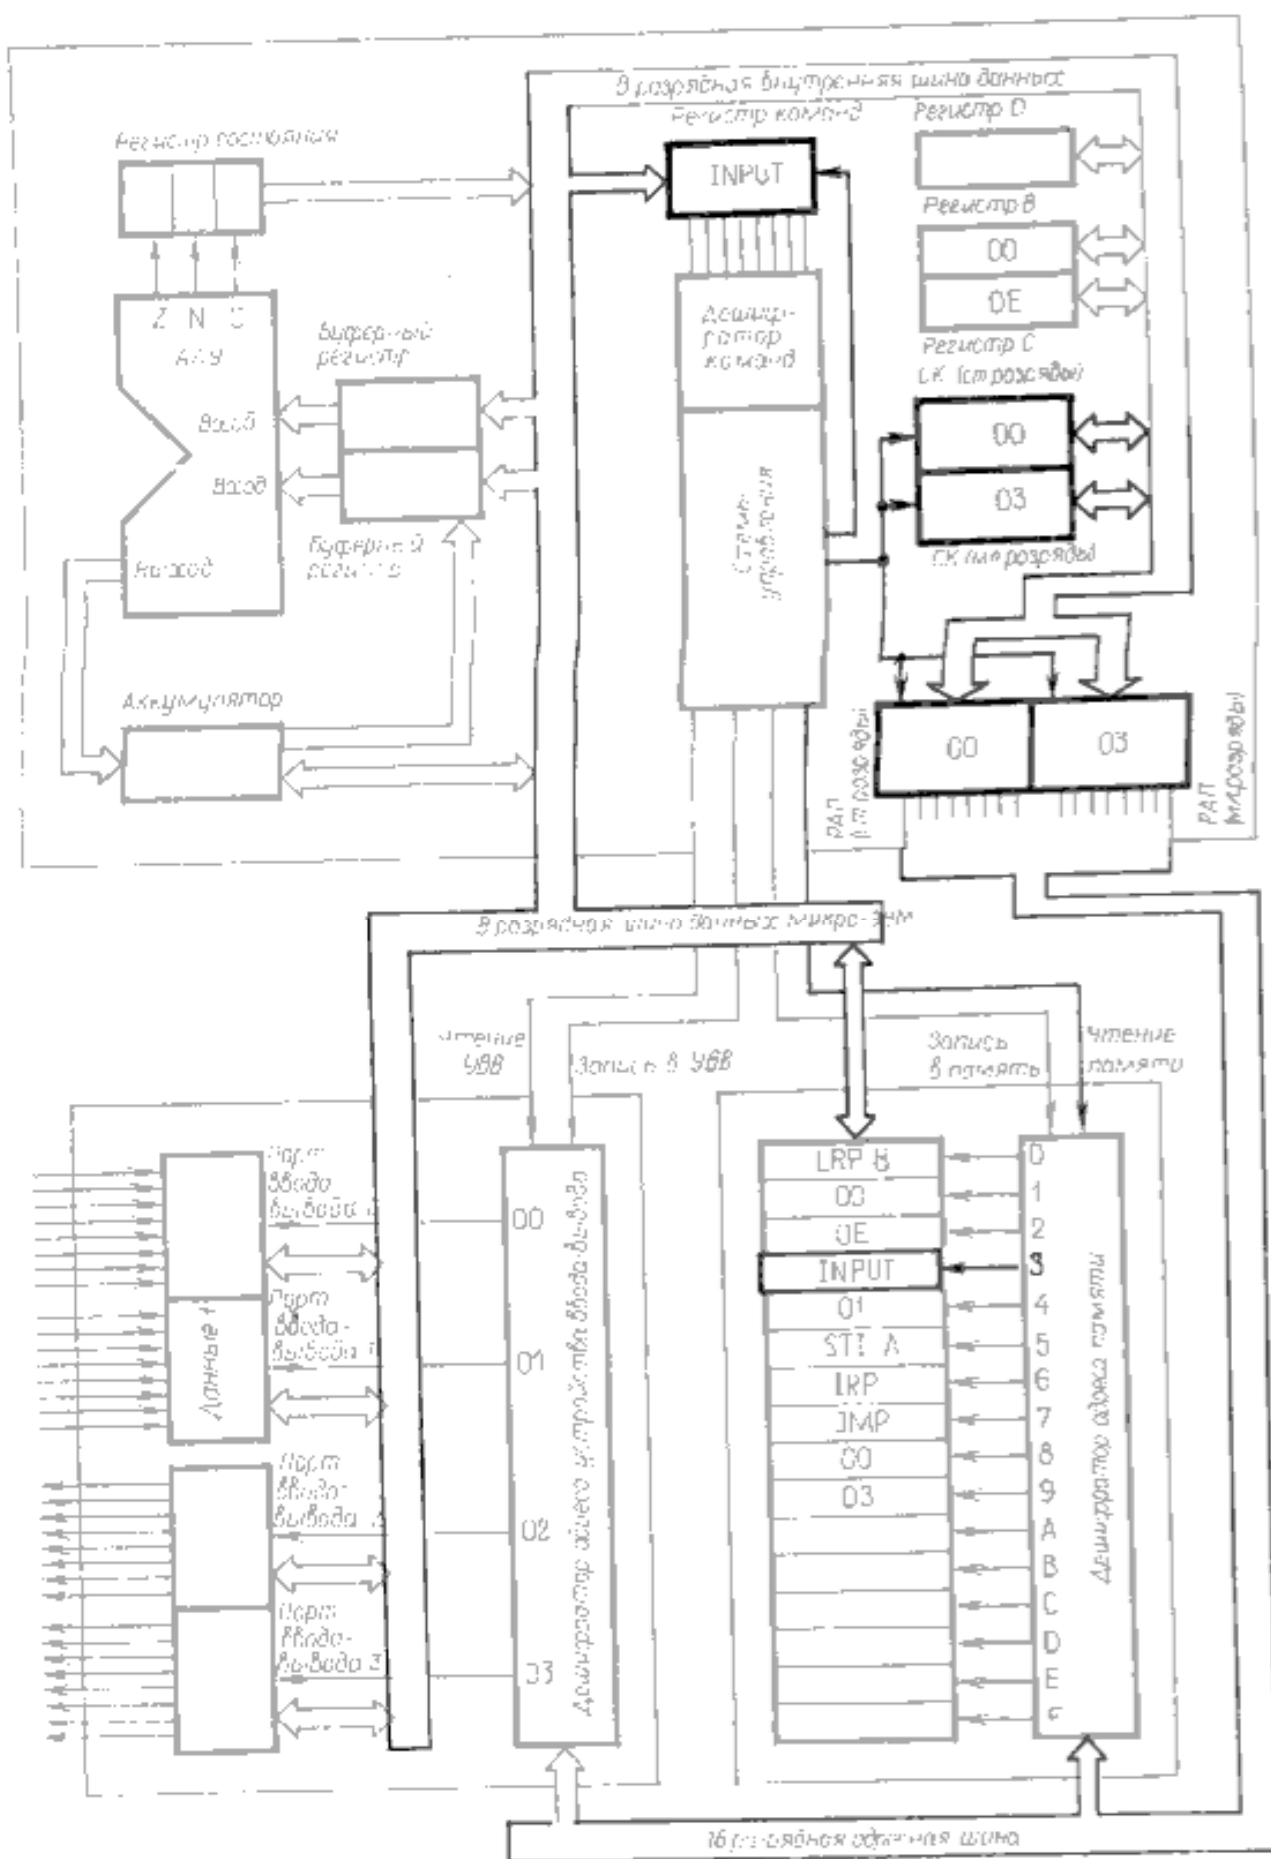 8 разрядная внутренняя шина данных
Регистр состояния
Регистр команд
Регистр D
INPUT
Регистр B
00
0E
Регистр C
Z N C
АЛУ
Дешиф-
ратор
команд
Буферный
регистр
СК (ст разряды)
00
03
СК (мл разряды)
Вход
Вход
Выход
Схемы
управления
Буферный
регистр
Аккумулятор
РАП
(ст разряды)
00
03
РАП
(мл разряды)
8 разрядная шина данных микро-ЭВМ
Чтение
УВВ
Запись в УВВ
Запись
в память
Чтение
памяти
Порт
ввода
вывода
Порт
ввода-
вывода 1
Данные 1
Порт
ввода-
вывода
Порт
ввода-
вывода 3
00
01
02
03
Дешифратор адреса устройства ввода-вывода
LRP B
00
0E
INPUT
01
STI A
IRP
JMP
00
03
0
1
2
3
4
5
6
7
8
9
A
B
C
D
E
F
Дешифратор адреса памяти
16 разрядная адресная шина